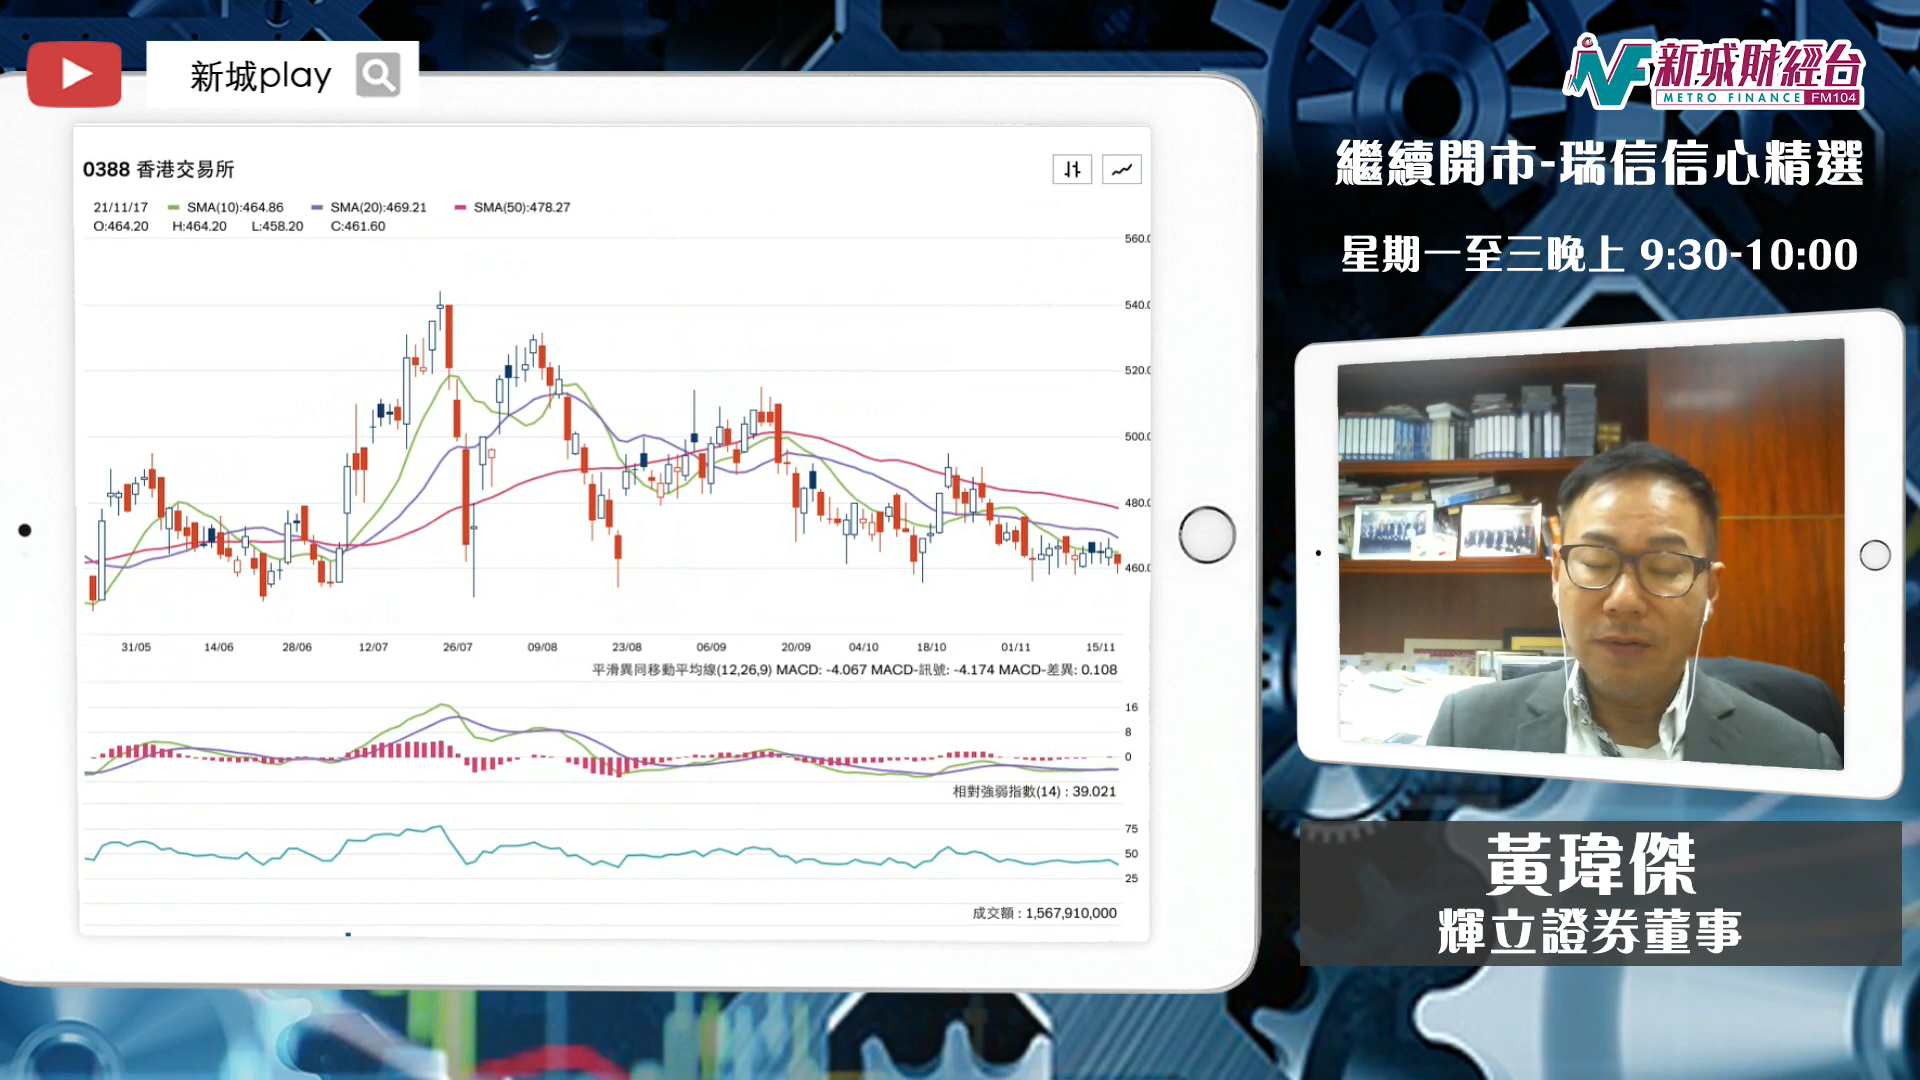 新城play
新城財經台
METRO FINANCE FM104
繼續開市-瑞信信心精選
星期一至三晚上 9:30-10:00
0388 香港交易所
21/11/17 SMA(10):464.86 SMA(20):469.21 SMA(50):478.27
O:464.20 H:464.20 L:458.20 C:461.60
560.0
540.0
520.0
500.0
480.0
460.0
31/05 14/06 28/06 12/07 26/07 09/08 23/08 06/09 20/09 04/10 18/10 01/11 15/11
平滑異同移動平均線(12,26,9) MACD: -4.067 MACD-訊號: -4.174 MACD-差異: 0.108
16
8
0
相對強弱指數(14) : 39.021
75
50
25
成交額 : 1,567,910,000
黃瑋傑
輝立證券董事